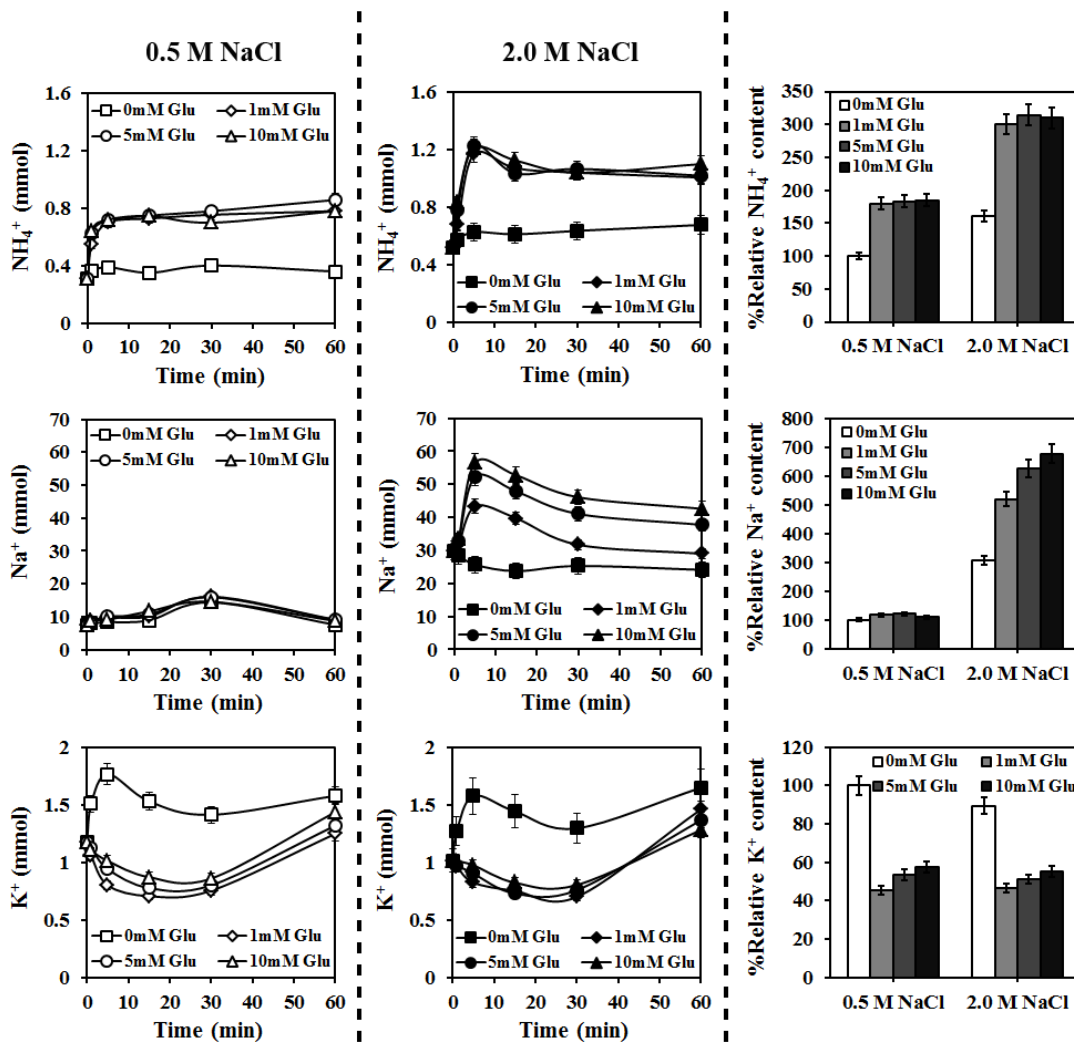 0.5 M NaCl
2.0 M NaCl
NH₄⁺ (mmol)
1.6
1.2
0.8
0.4
0
0mM Glu
1mM Glu
5mM Glu
10mM Glu
0 10 20 30 40 50 60
Time (min)
NH₄⁺ (mmol)
1.6
1.2
0.8
0.4
0.0
0mM Glu
1mM Glu
5mM Glu
10mM Glu
0 10 20 30 40 50 60
Time (min)
%Relative NH₄⁺ content
350
300
250
200
150
100
50
0
0mM Glu
1mM Glu
5mM Glu
10mM Glu
0.5 M NaCl 2.0 M NaCl
Na⁺ (mmol)
70
60
50
40
30
20
10
0
0mM Glu
1mM Glu
5mM Glu
10mM Glu
0 10 20 30 40 50 60
Time (min)
Na⁺ (mmol)
70
60
50
40
30
20
10
0
0mM Glu
1mM Glu
5mM Glu
10mM Glu
0 10 20 30 40 50 60
Time (min)
%Relative Na⁺ content
800
700
600
500
400
300
200
100
0
0mM Glu
1mM Glu
5mM Glu
10mM Glu
0.5 M NaCl 2.0 M NaCl
K⁺ (mmol)
2
1.5
1
0.5
0
0mM Glu
1mM Glu
5mM Glu
10mM Glu
0 10 20 30 40 50 60
Time (min)
K⁺ (mmol)
2
1.5
1
0.5
0
0mM Glu
1mM Glu
5mM Glu
10mM Glu
0 10 20 30 40 50 60
Time (min)
%Relative K⁺ content
120
100
80
60
40
20
0
0mM Glu
1mM Glu
5mM Glu
10mM Glu
0.5 M NaCl 2.0 M NaCl